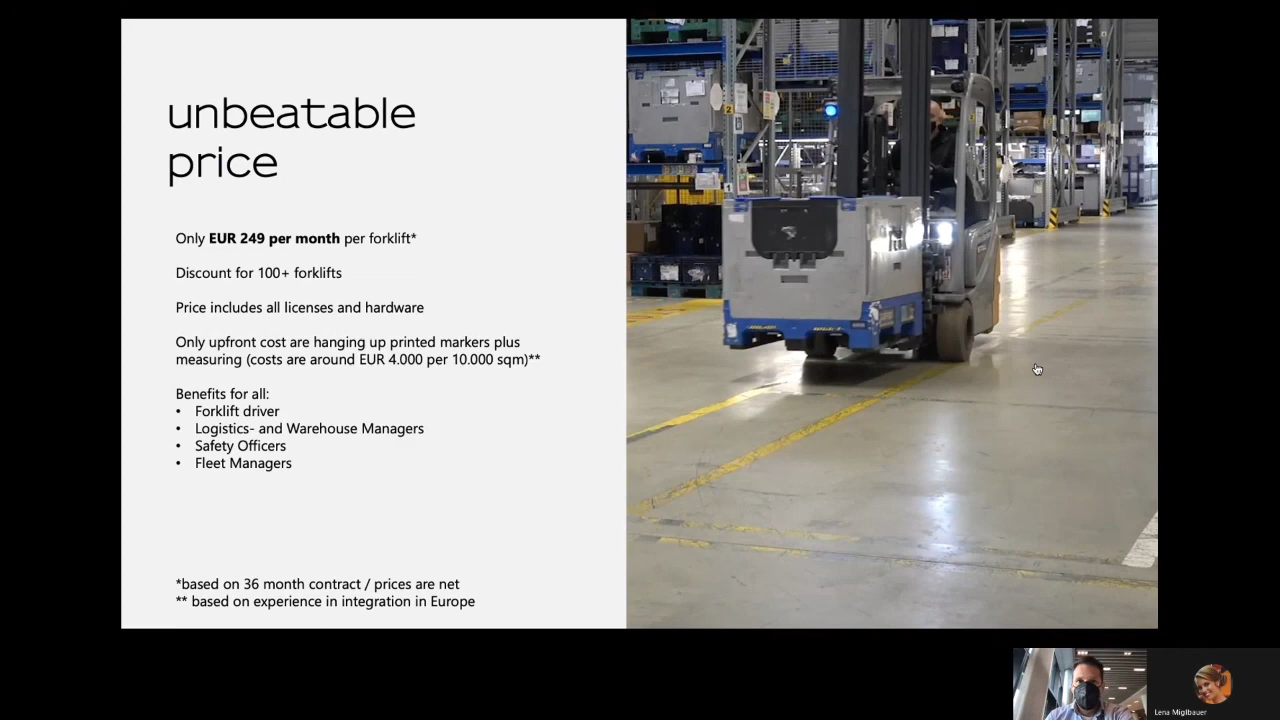 unbeatable
price
Only EUR 249 per month per forklift*
Discount for 100+ forklifts
Price includes all licenses and hardware
Only upfront cost are hanging up printed markers plus
measuring (costs are around EUR 4.000 per 10.000 sqm)**
Benefits for all:
• Forklift driver
• Logistics- and Warehouse Managers
• Safety Officers
• Fleet Managers
*based on 36 month contract / prices are net
** based on experience in integration in Europe
2
Lena Miglbauer